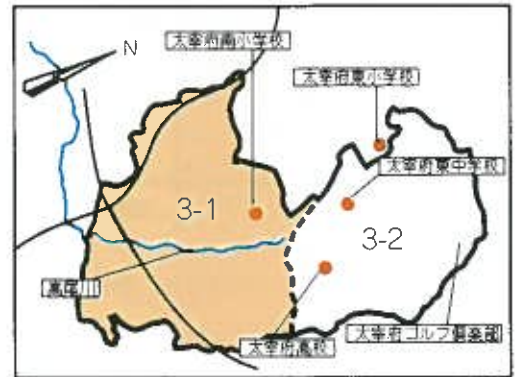 N
太宰府南小学校
太宰府東小学校
太宰府東中学校
3-1
3-2
高尾川
太宰府高校
太宰府ゴルフ倶楽部